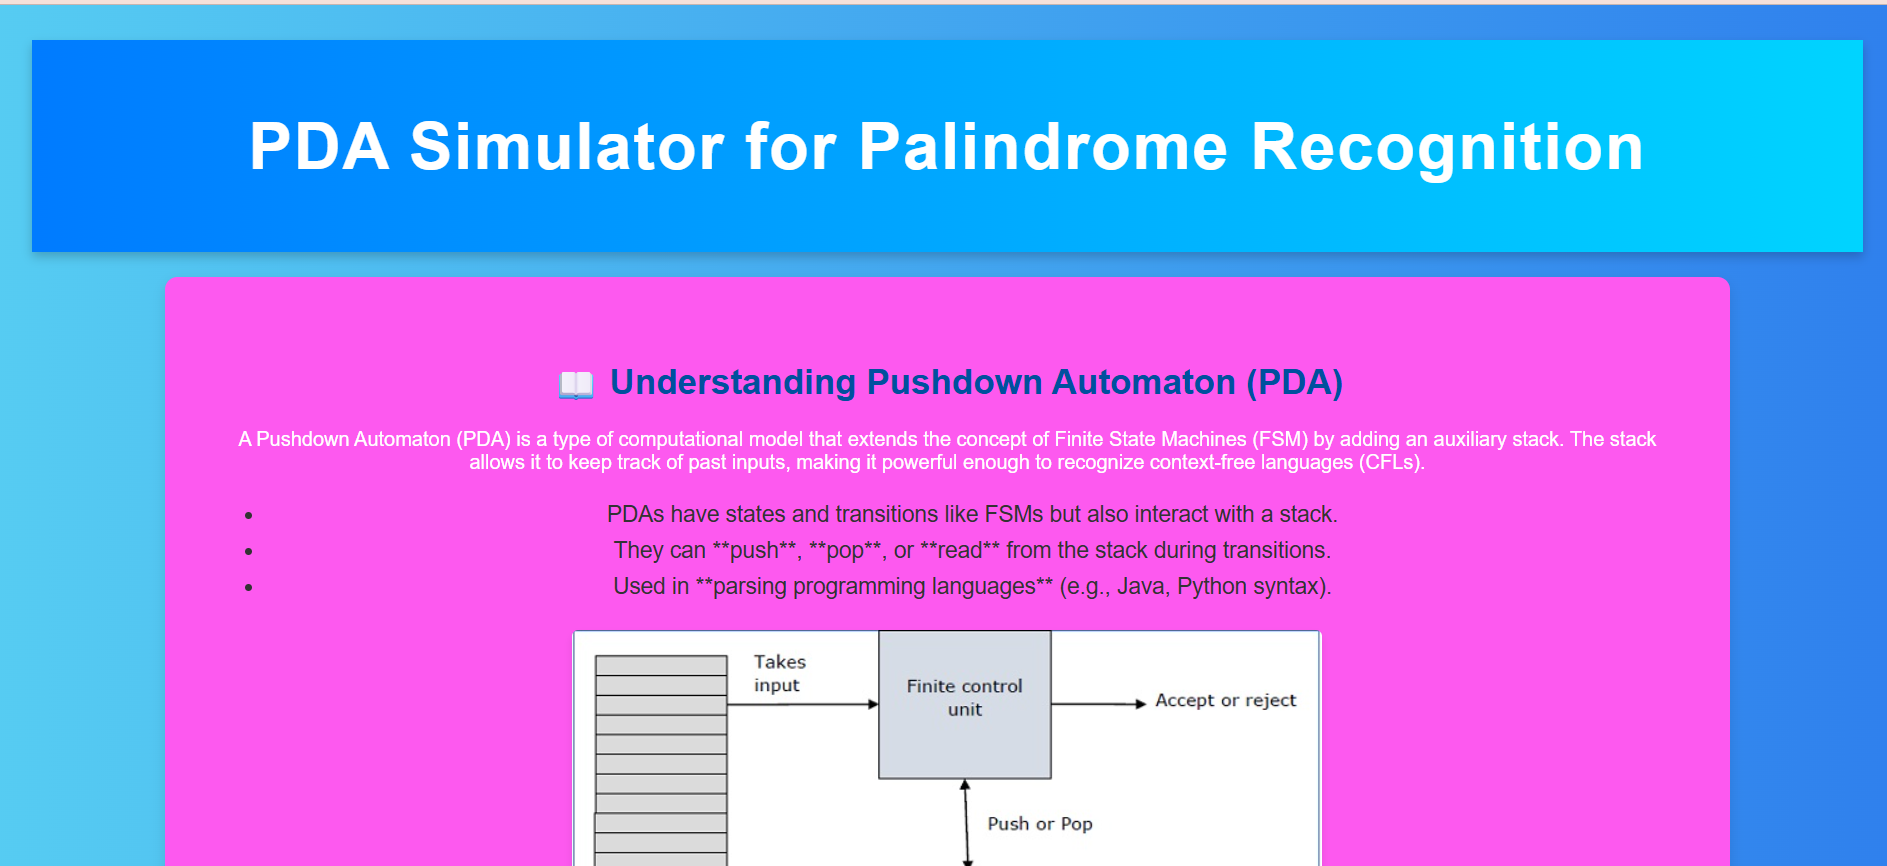 PDA Simulator for Palindrome Recognition
📖 Understanding Pushdown Automaton (PDA)
A Pushdown Automaton (PDA) is a type of computational model that extends the concept of Finite State Machines (FSM) by adding an auxiliary stack. The stack
allows it to keep track of past inputs, making it powerful enough to recognize context-free languages (CFLs).
• PDAs have states and transitions like FSMs but also interact with a stack.
• They can **push**, **pop**, or **read** from the stack during transitions.
• Used in **parsing programming languages** (e.g., Java, Python syntax).
Takes
input
Finite control
unit
Accept or reject
Push or Pop